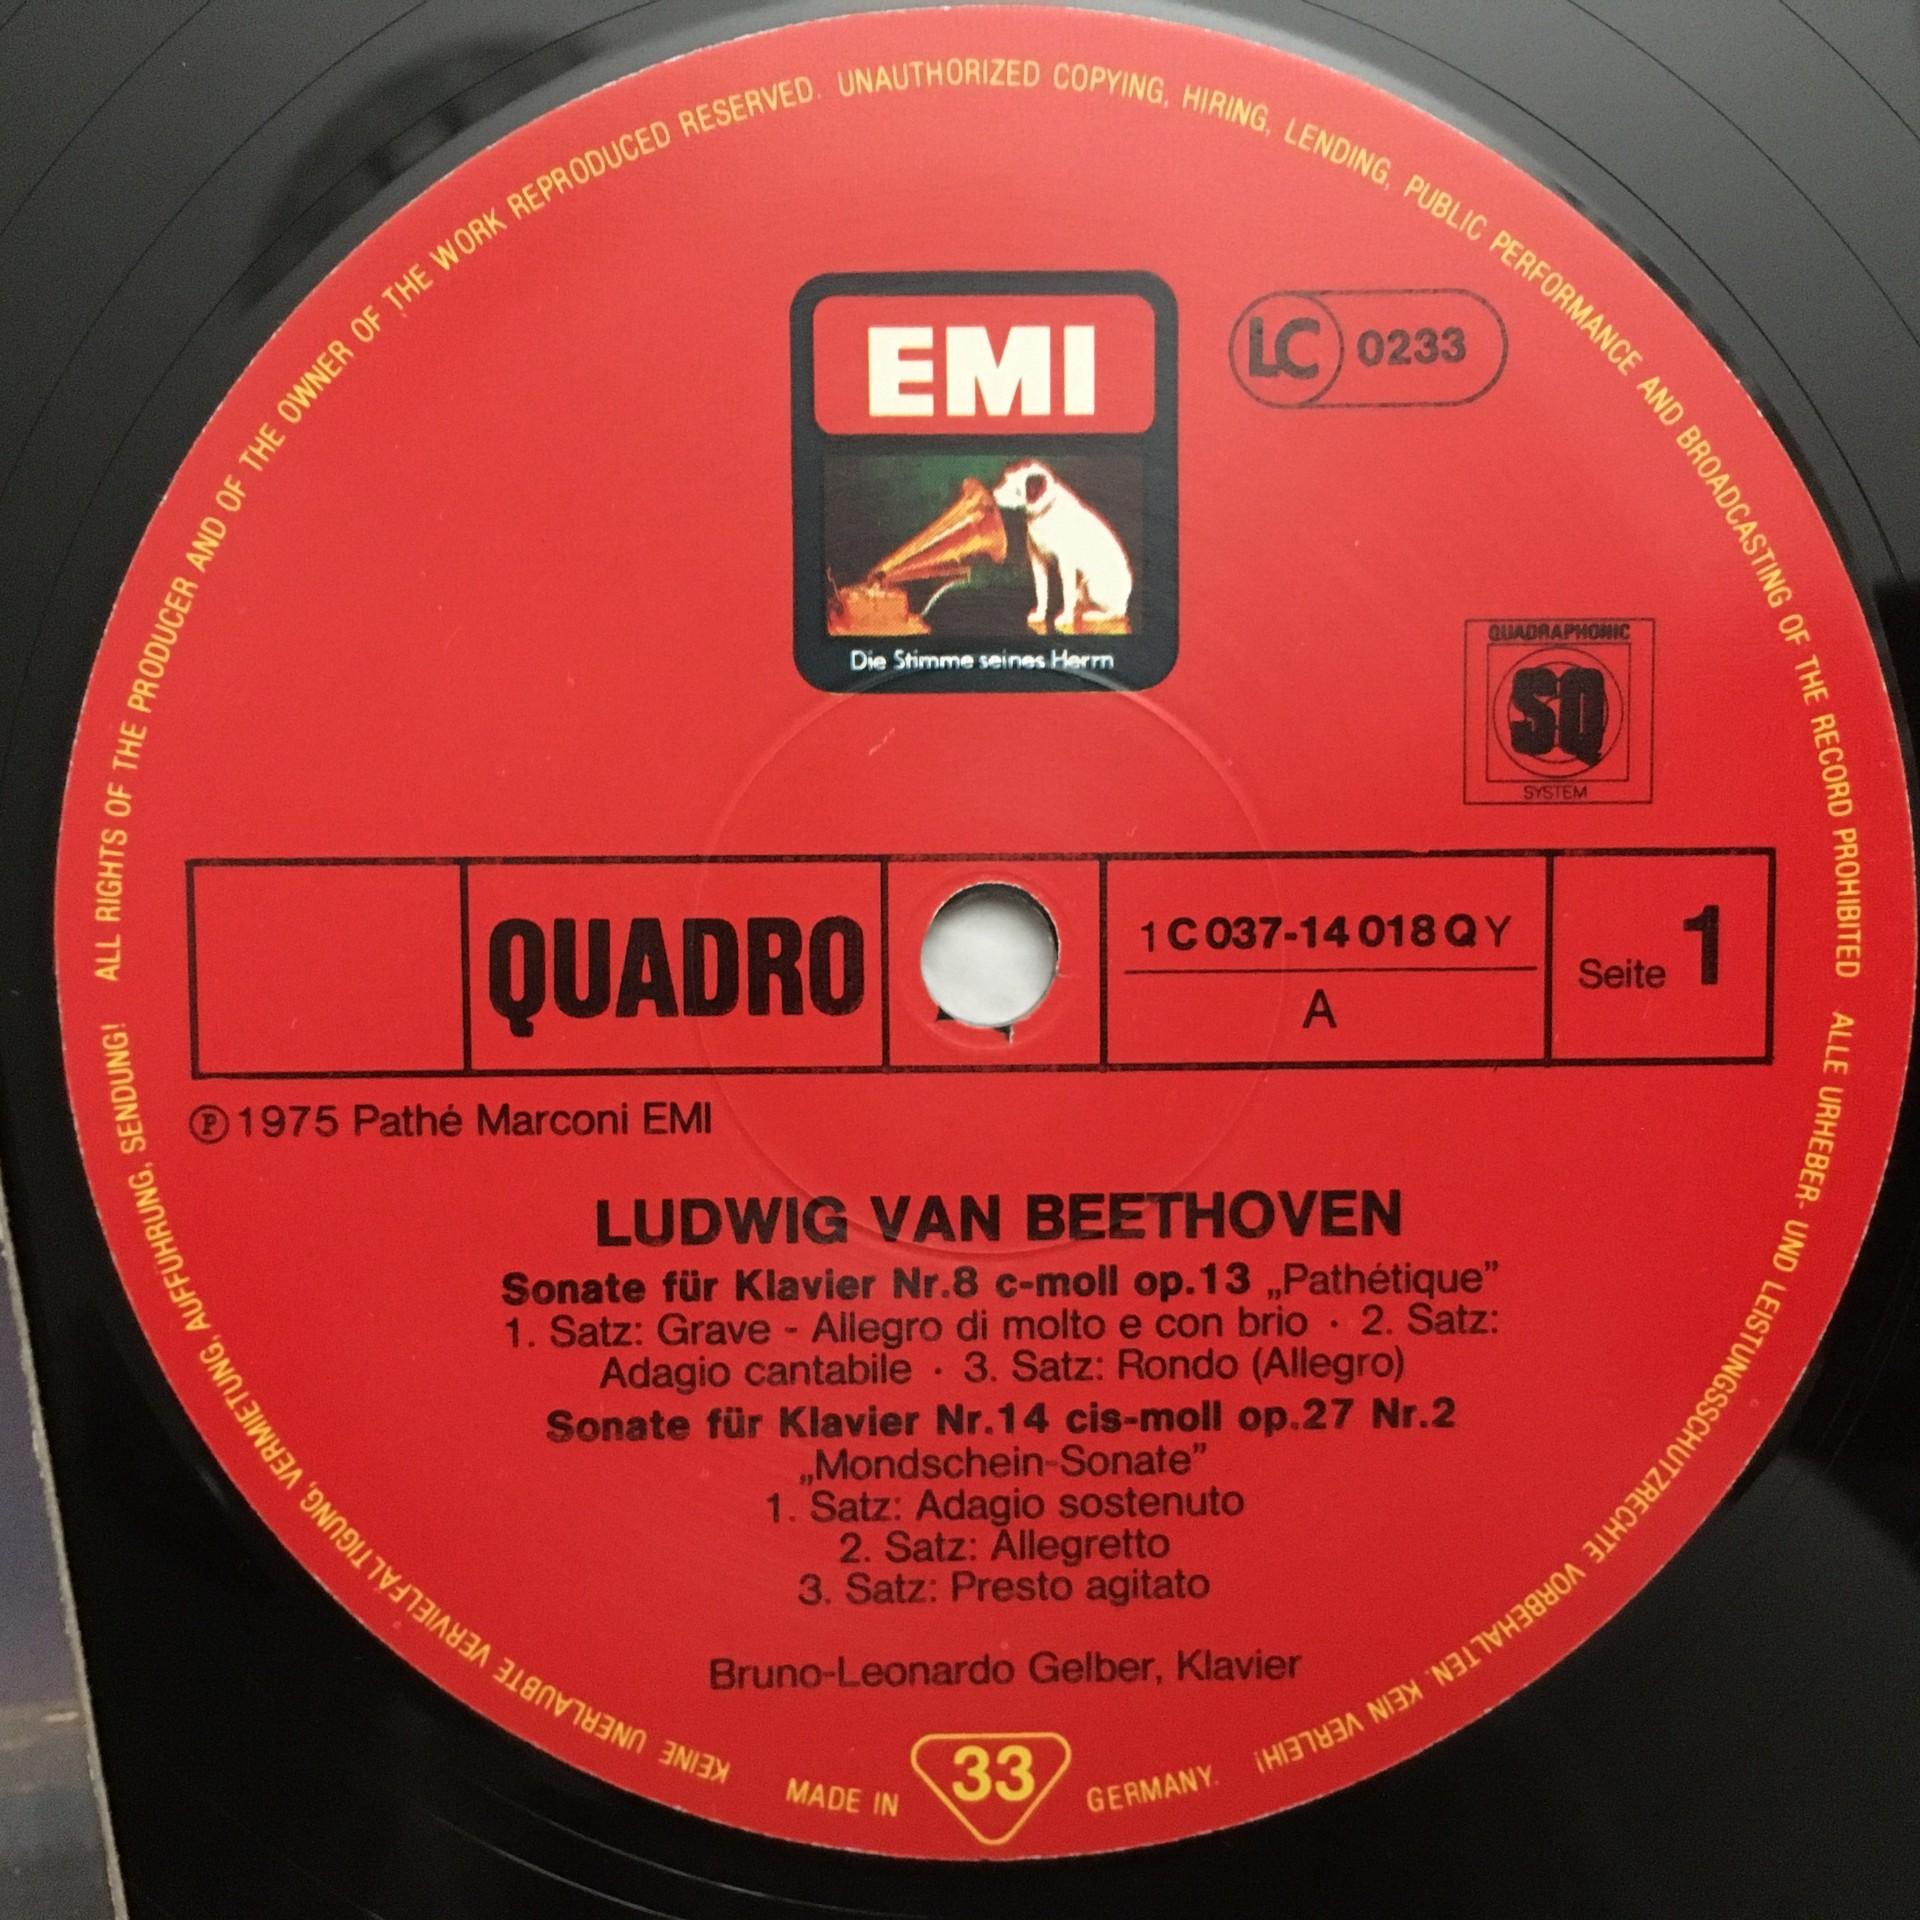 ALL RIGHTS OF THE PRODUCER AND OF THE OWNER OF THE WORK REPRODUCED RESERVED. UNAUTHORIZED COPYING, HIRING, LENDING, PUBLIC PERFORMANCE AND BROADCASTING OF THE RECORD PROHIBITED
ALLE URHEBER- UND LEISTUNGSSCHUTZRECHTE VORBEHALTEN. KEIN VERLEIH!
KEINE UNERLAUBTE VERVIELFÄLTIGUNG, VERMIETUNG, AUFFÜHRUNG, SENDUNG!
EMI
LC 0233
Die Stimme seines Herrn
QUADRAPHONIC
SQ
SYSTEM
QUADRO
1C 037-14 018 Q Y
A
Seite 1
Ⓟ 1975 Pathé Marconi EMI
LUDWIG VAN BEETHOVEN
Sonate für Klavier Nr.8 c-moll op.13 „Pathétique”
1. Satz: Grave - Allegro di molto e con brio · 2. Satz:
Adagio cantabile · 3. Satz: Rondo (Allegro)
Sonate für Klavier Nr.14 cis-moll op.27 Nr.2
„Mondschein-Sonate”
1. Satz: Adagio sostenuto
2. Satz: Allegretto
3. Satz: Presto agitato
Bruno-Leonardo Gelber, Klavier
MADE IN 33 GERMANY.